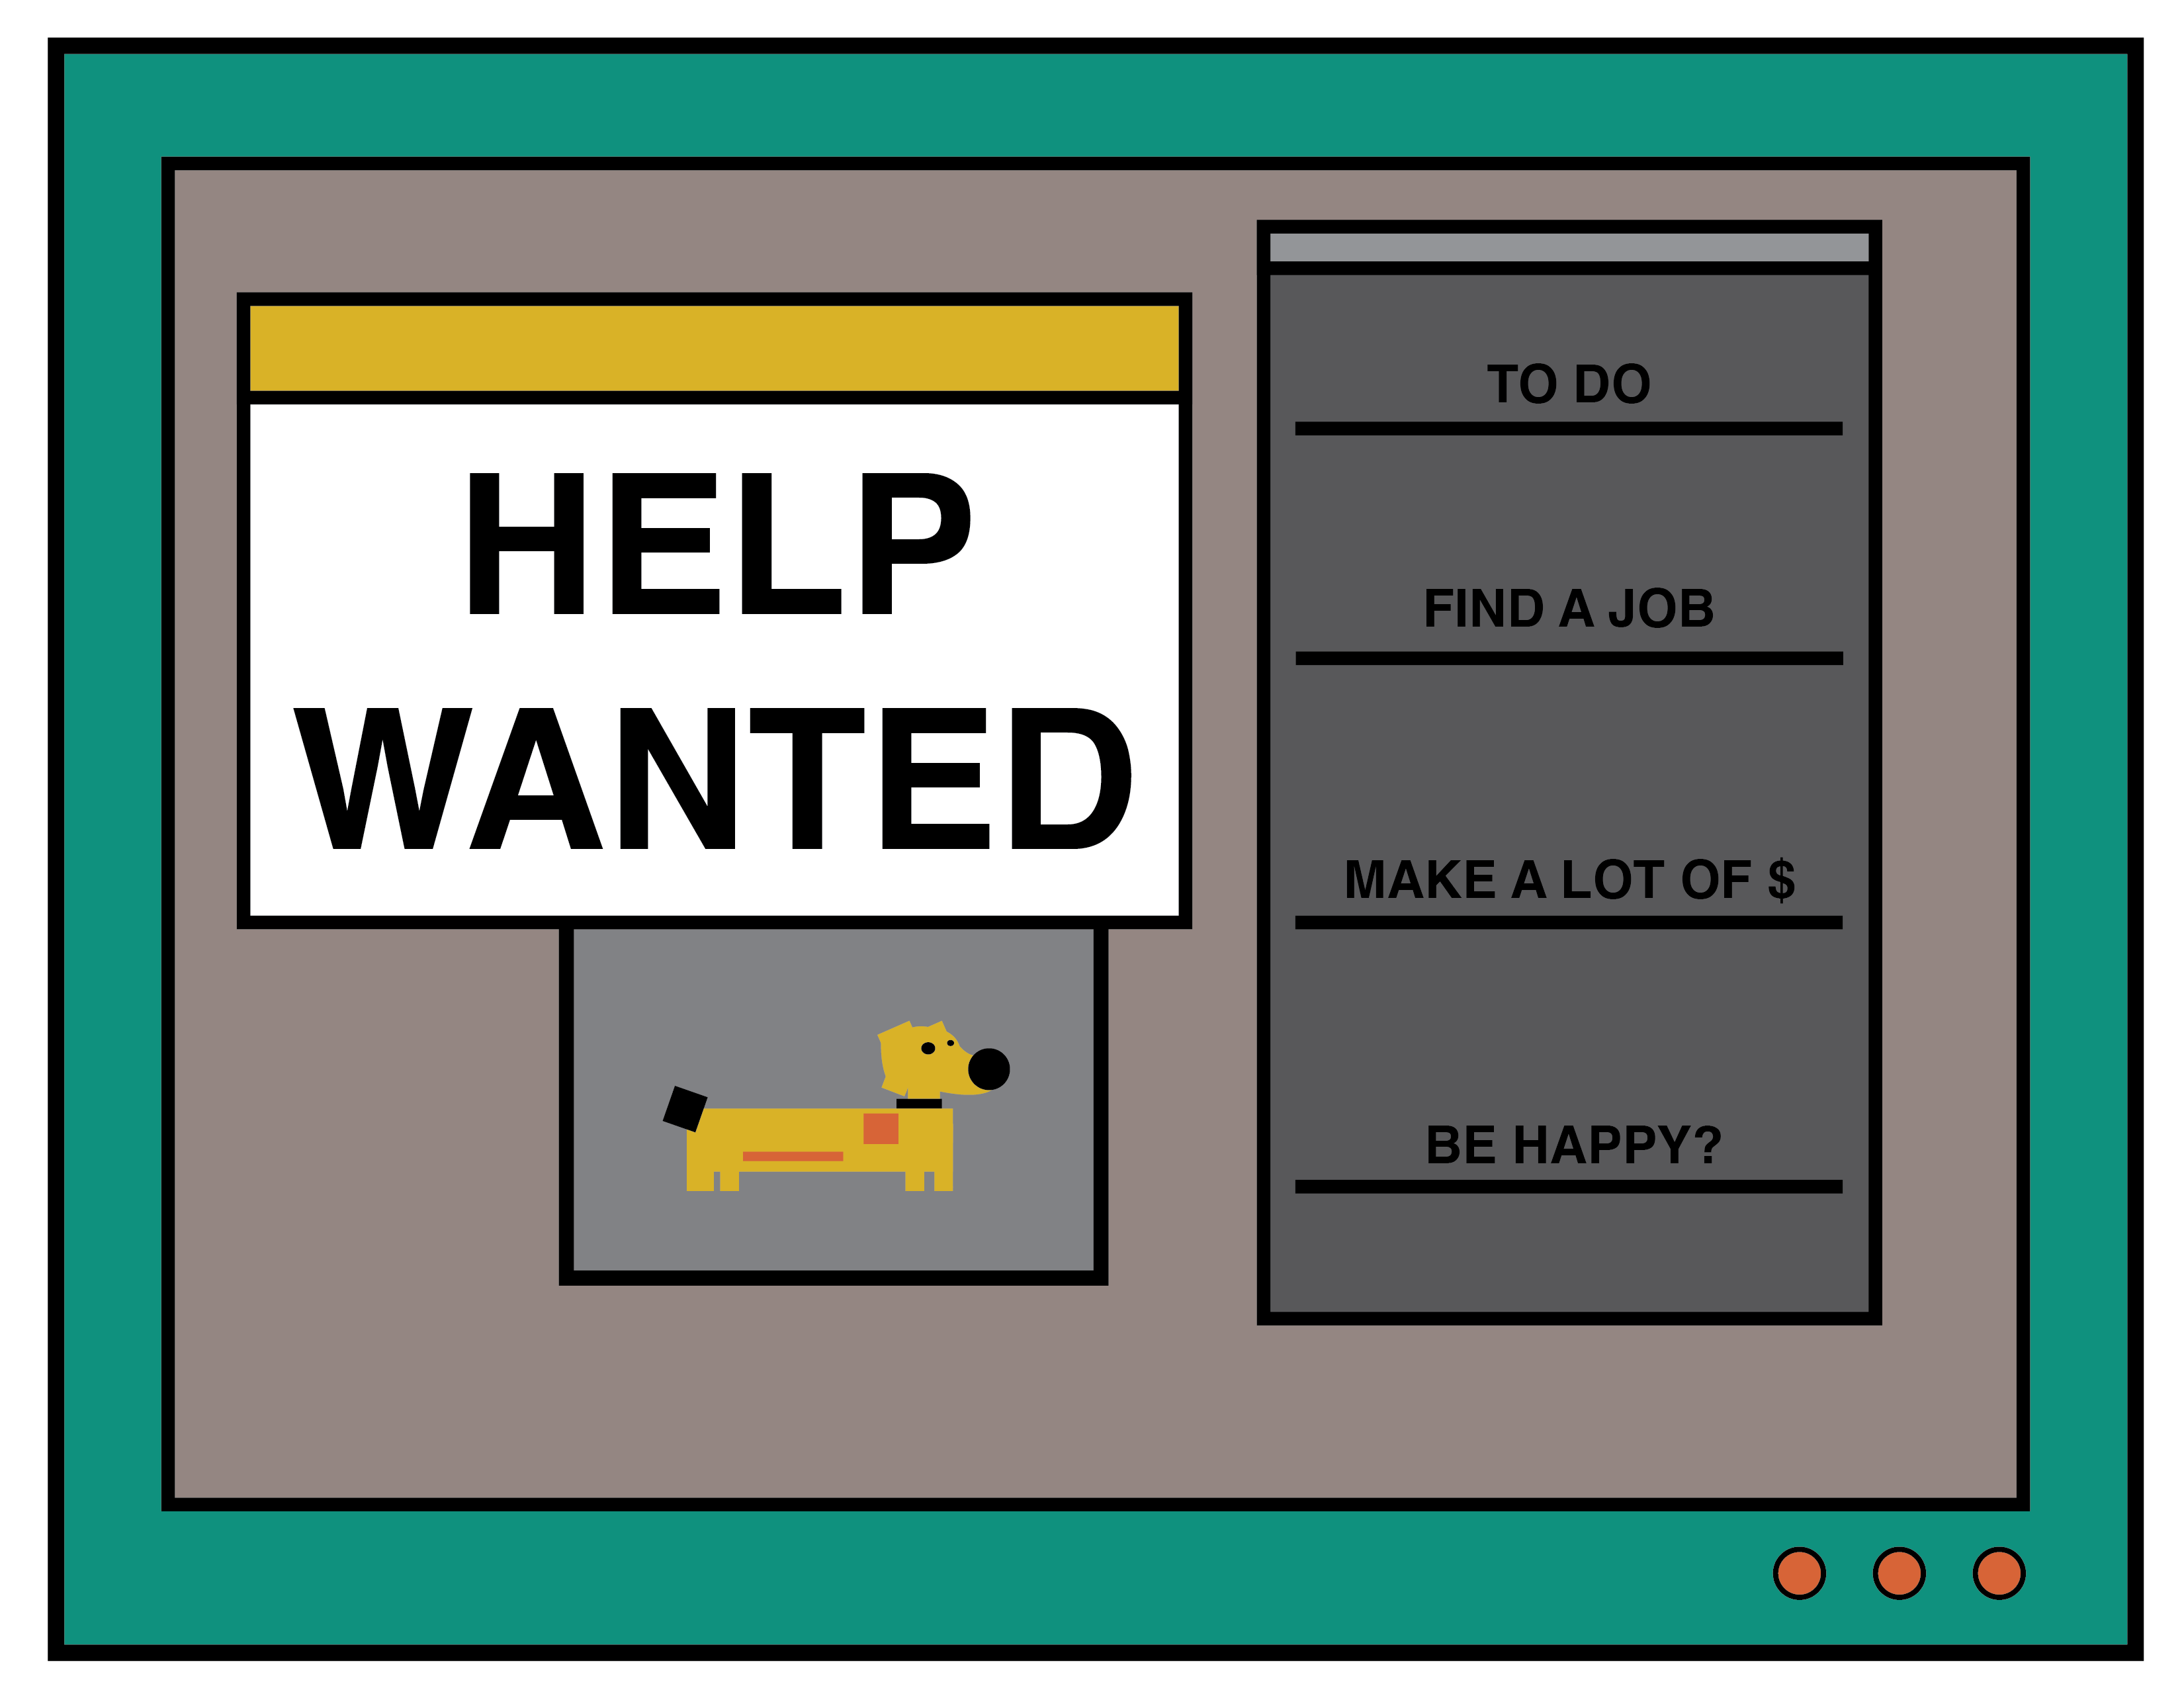 HELP
WANTED
TO DO
FIND A JOB
MAKE A LOT OF $
BE HAPPY?